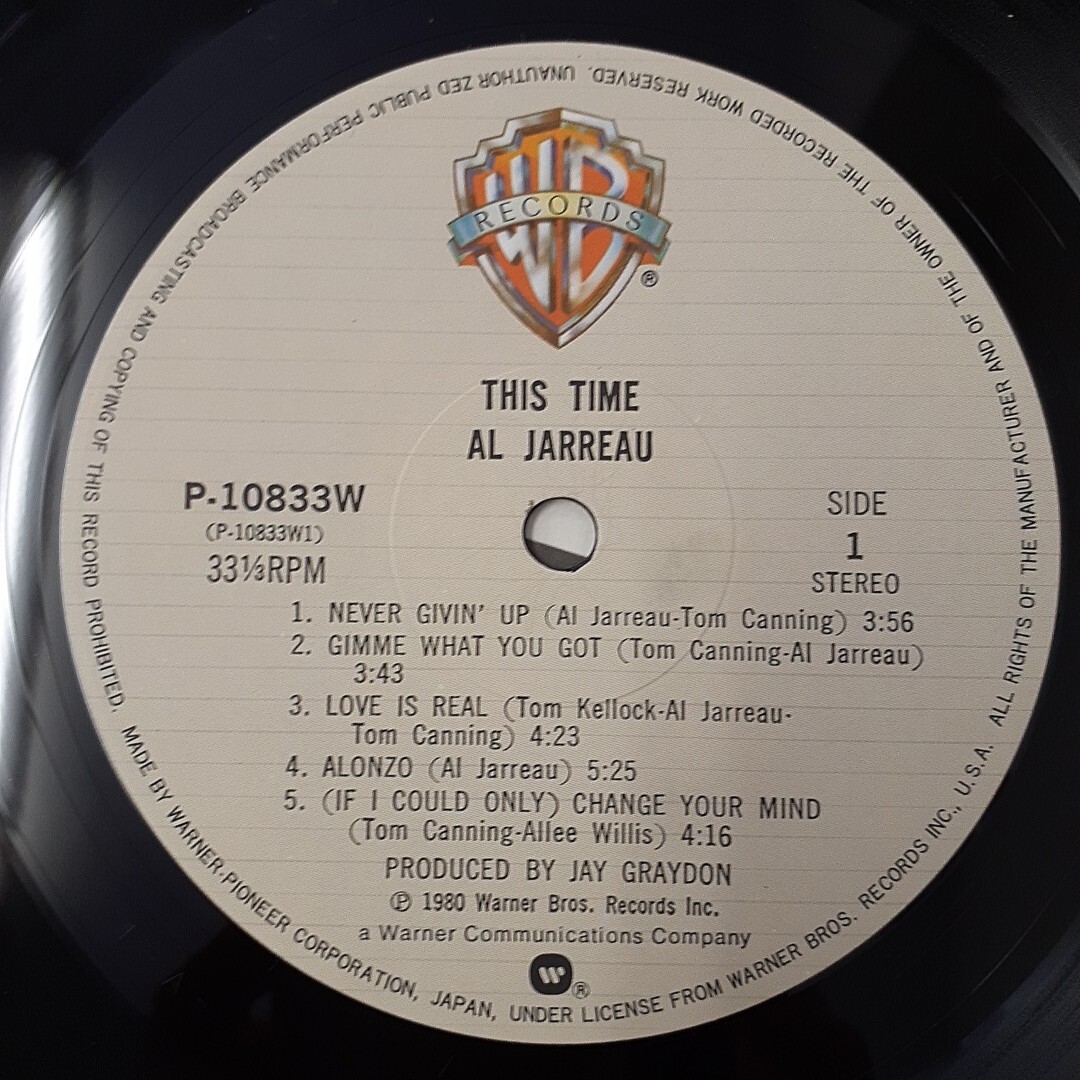 WB
RECORDS
®
THIS TIME
AL JARREAU
P-10833W
(P-10833W1)
33⅓RPM
SIDE
1
STEREO
1. NEVER GIVIN' UP (Al Jarreau-Tom Canning) 3:56
2. GIMME WHAT YOU GOT (Tom Canning-Al Jarreau)
3:43
3. LOVE IS REAL (Tom Kellock-Al Jarreau-
Tom Canning) 4:23
4. ALONZO (Al Jarreau) 5:25
5. (IF I COULD ONLY) CHANGE YOUR MIND
(Tom Canning-Allee Willis) 4:16
PRODUCED BY JAY GRAYDON
℗ 1980 Warner Bros. Records Inc.
a Warner Communications Company
W®
MADE BY WARNER-PIONEER CORPORATION, JAPAN, UNDER LICENSE FROM WARNER BROS. RECORDS INC., U.S.A. ALL RIGHTS OF THE MANUFACTURER AND OF THE OWNER OF THE RECORDED WORK RESERVED. UNAUTHOR ZED PUBLIC PERFORMANCE BROADCASTING AND COPYING OF THIS RECORD PROHIBITED.